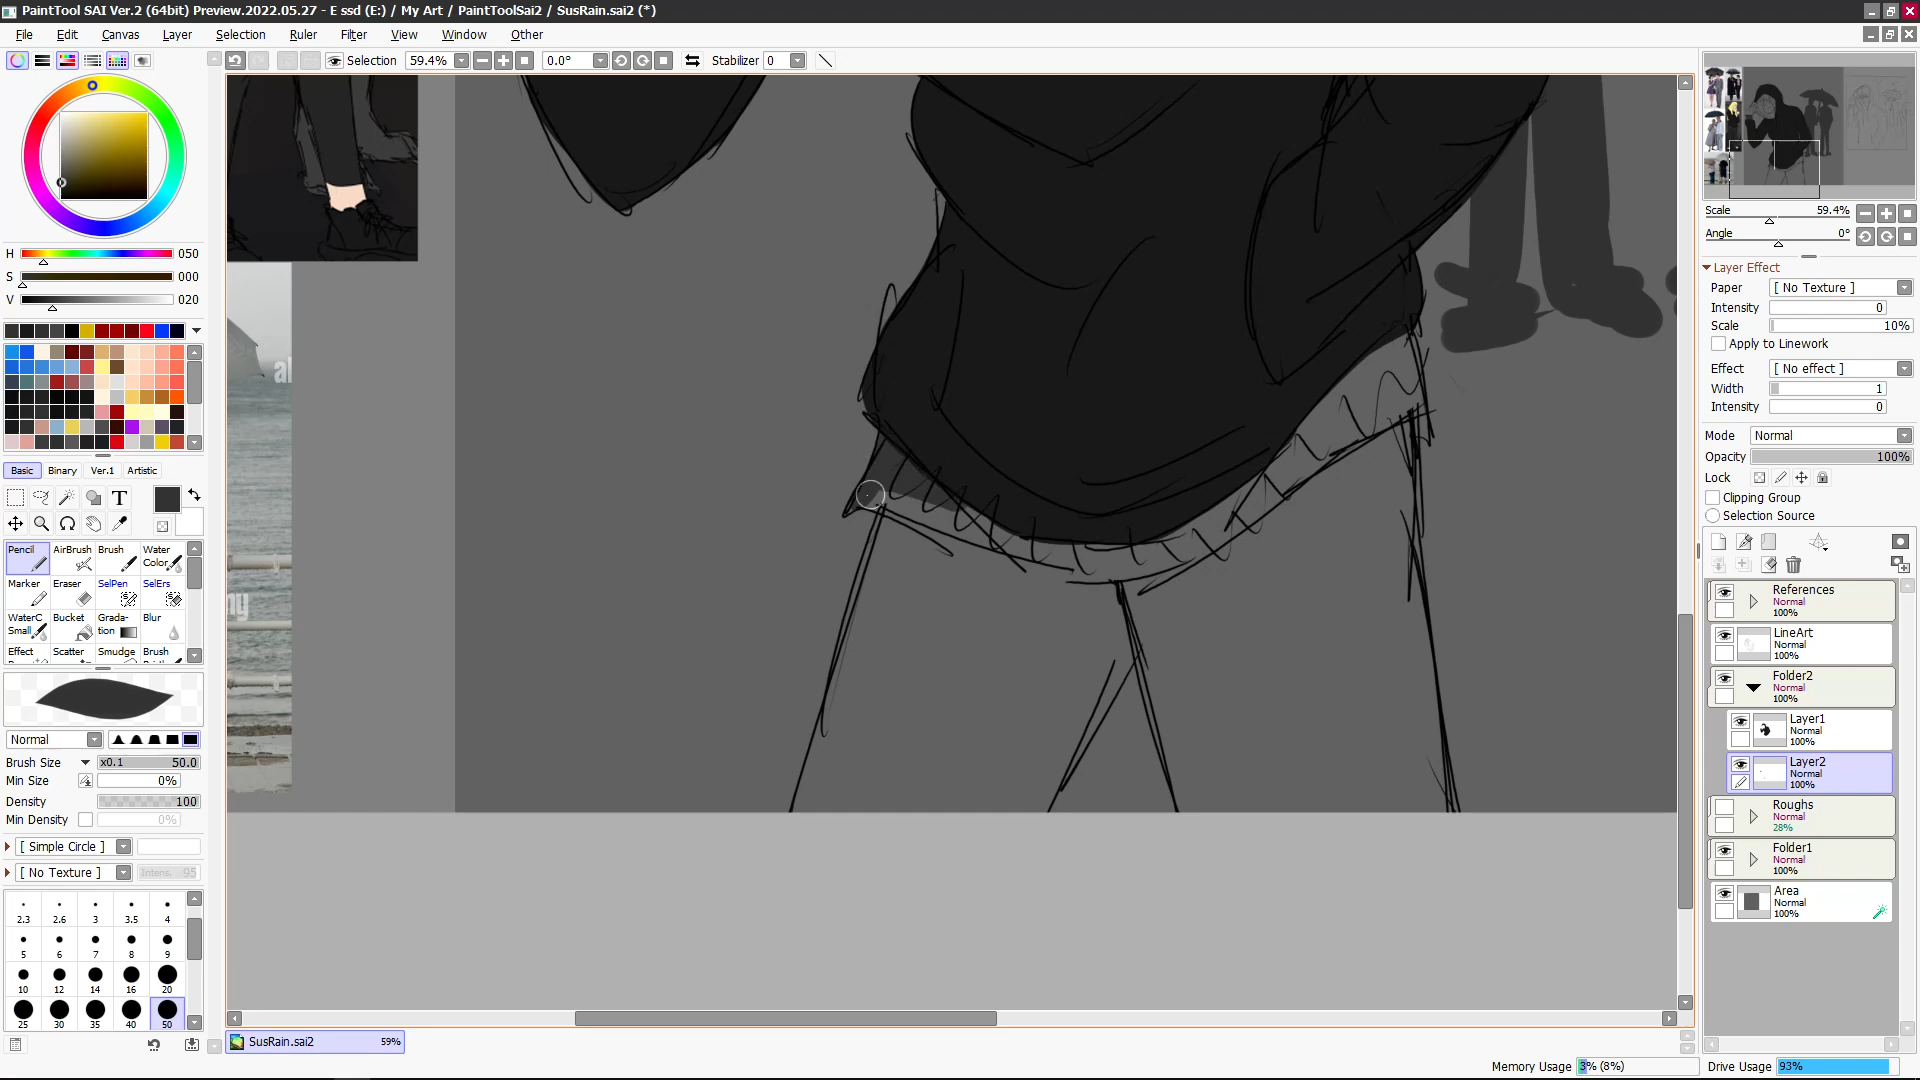 PaintTool SAI Ver.2 (64bit) Preview.2022.05.27 - E ssd (E:) / My Art / PaintToolSai2 / SusRain.sai2 (*)
File Edit Canvas Layer Selection Ruler Filter View Window Other
Selection 59.4% 0.0° Stabilizer 0
H 050
S 000
V 020
Basic Binary Ver.1 Artistic
T
Pencil AirBrush Brush Water Color
Marker Eraser SelPen SelErs
WaterC Small Bucket Grada-tion Blur
Effect Scatter Smudge Brush
Normal
Brush Size x0.1 50.0
Min Size 0%
Density 100
Min Density 0%
[ Simple Circle ]
[ No Texture ] Intens. 95
2.3 2.6 3 3.5 4
5 6 7 8 9
10 12 14 16 20
25 30 35 40 50
SusRain.sai2 59%
Scale 59.4%
Angle 0°
Layer Effect
Paper [ No Texture ]
Intensity 0
Scale 10%
Apply to Linework
Effect [ No effect ]
Width 1
Intensity 0
Mode Normal
Opacity 100%
Lock
Clipping Group
Selection Source
References
Normal
100%
LineArt
Normal
100%
Folder2
Normal
100%
Layer1
Normal
100%
Layer2
Normal
100%
Roughs
Normal
28%
Folder1
Normal
100%
Area
Normal
100%
Memory Usage 3% (8%) Drive Usage 93%